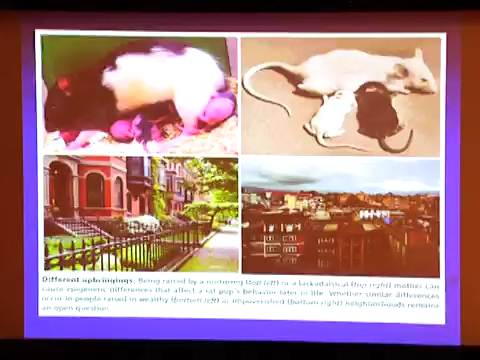 Different upbringings. Being raised by a nurturing (top left) or a lackadaisical (top right) mother can
cause epigenetic differences that affect a rat pup's behavior later in life. Whether similar differences
occur in people raised in wealthy (bottom left) or impoverished (bottom right) neighborhoods remains
an open question.